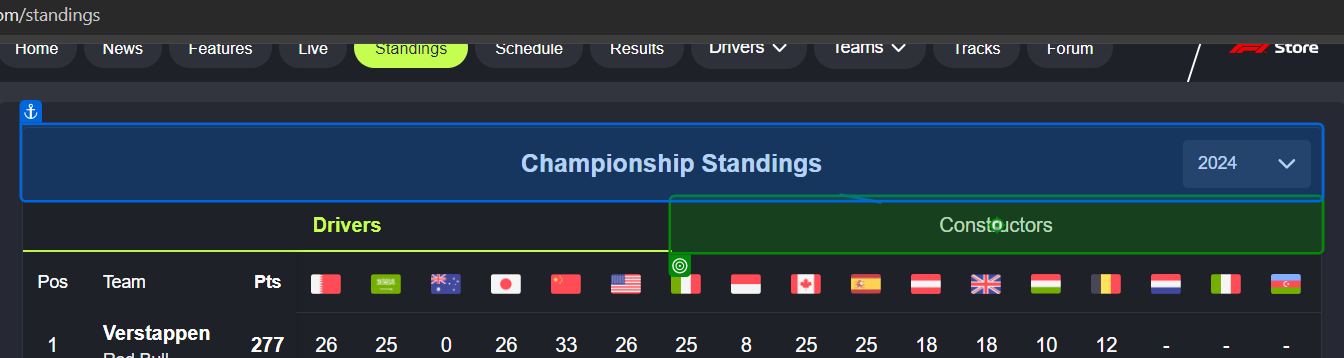 om/standings
Home News Features Live Standings Schedule Results Drivers Teams Tracks Forum F1 Store
Championship Standings 2024
Drivers Constructors
Pos Team Pts
Verstappen
1 277 26 25 0 26 33 26 25 8 25 25 18 18 10 12 - - -
Red Bull